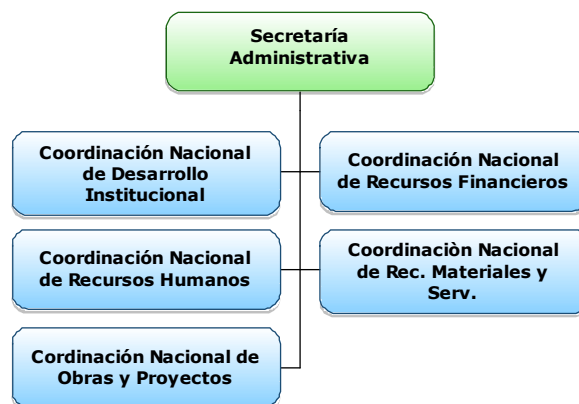 Secretaría
Administrativa
Coordinación Nacional
de Desarrollo
Institucional
Coordinación Nacional
de Recursos Financieros
Coordinación Nacional
de Recursos Humanos
Coordinaciòn Nacional
de Rec. Materiales y
Serv.
Cordinación Nacional de
Obras y Proyectos